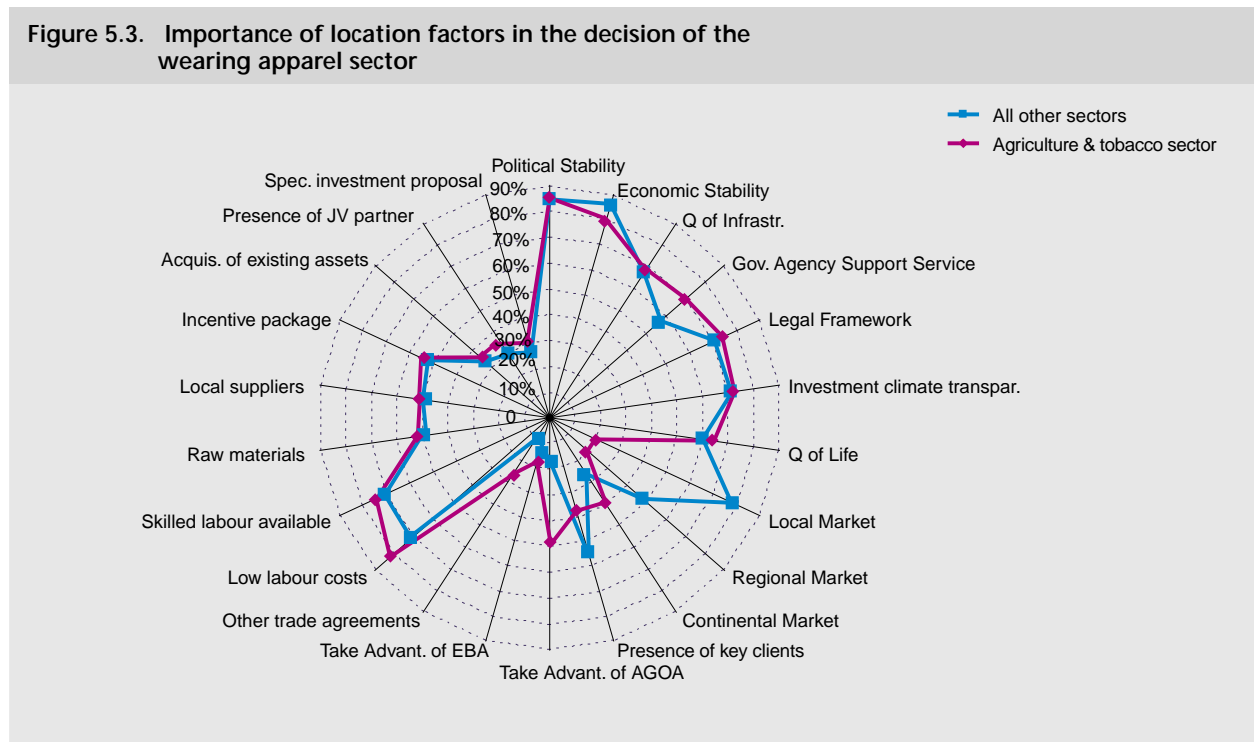 Figure 5.3. Importance of location factors in the decision of the
wearing apparel sector
All other sectors
Agriculture & tobacco sector
Political Stability
Economic Stability
Q of Infrastr.
Gov. Agency Support Service
Legal Framework
Investment climate transpar.
Q of Life
Local Market
Regional Market
Continental Market
Presence of key clients
Take Advant. of AGOA
Take Advant. of EBA
Other trade agreements
Low labour costs
Skilled labour available
Raw materials
Local suppliers
Incentive package
Acquis. of existing assets
Presence of JV partner
Spec. investment proposal
90%
80%
70%
60%
50%
40%
30%
20%
10%
0